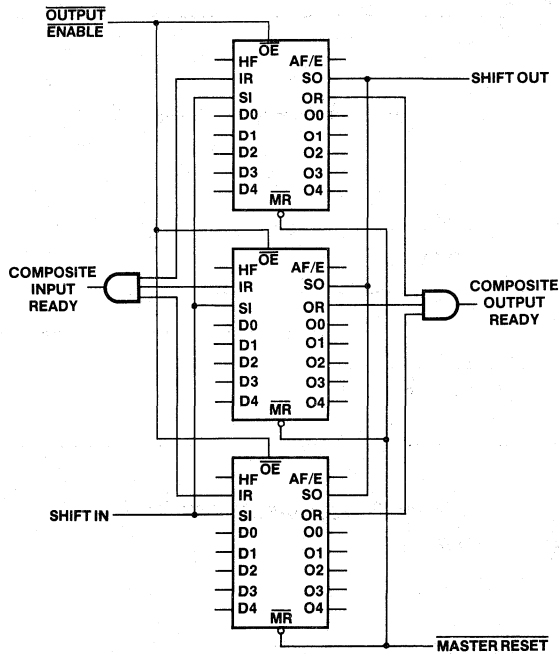 OUTPUT
ENABLE
OE
HF AF/E
IR SO SHIFT OUT
SI OR
D0 O0
D1 O1
D2 O2
D3 O3
D4 O4
MR
OE
COMPOSITE
INPUT
READY
HF AF/E
IR SO
SI OR
D0 O0
D1 O1
D2 O2
D3 O3
D4 O4
MR
COMPOSITE
OUTPUT
READY
OE
HF AF/E
IR SO
SHIFT IN SI OR
D0 O0
D1 O1
D2 O2
D3 O3
D4 O4
MR
MASTER RESET